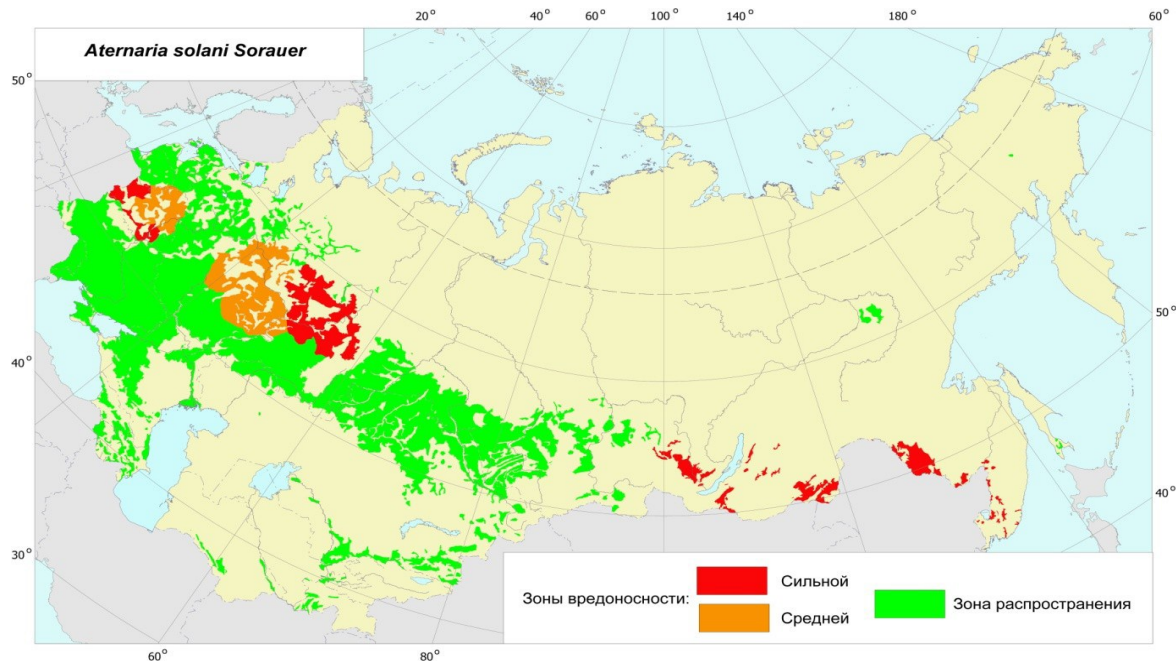 20° 40° 60° 100° 140° 180° 60°
Aternaria solani Sorauer
50°
50°
40°
40°
30°
Зоны вредоносности:
Сильной
Средней
Зона распространения
60° 80°